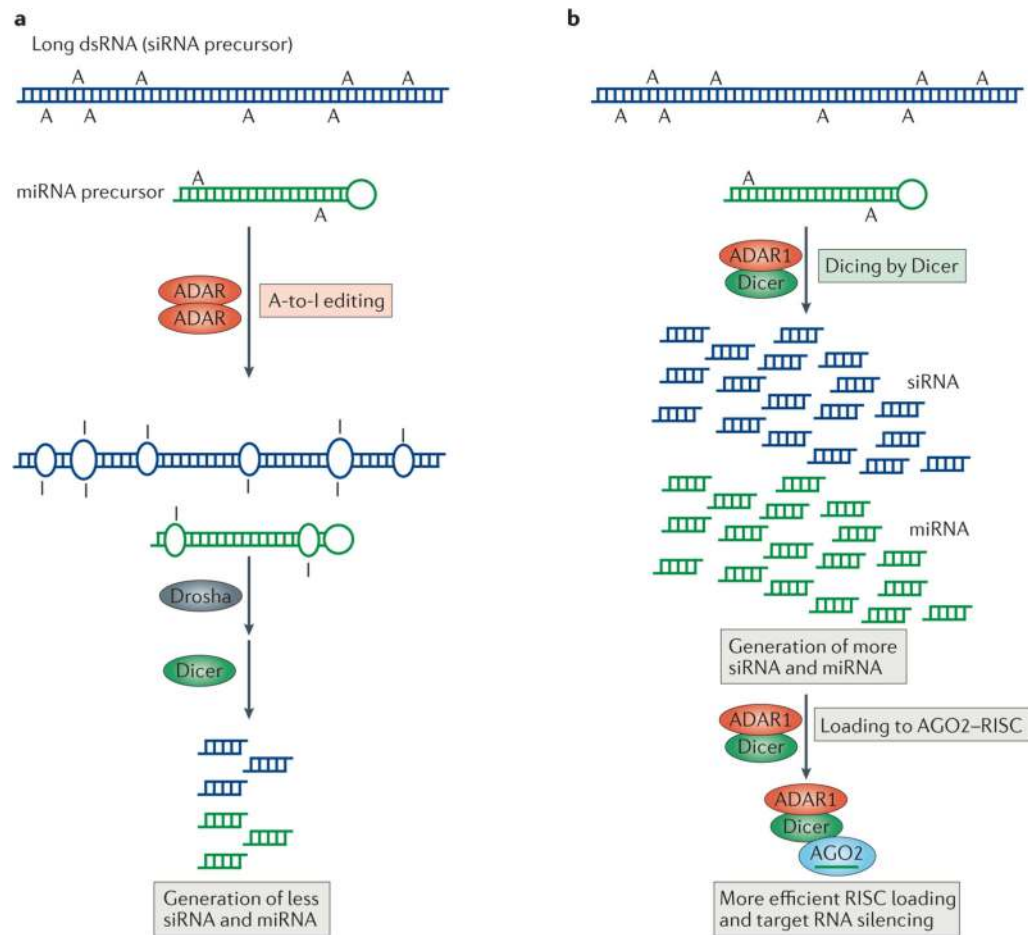 a
Long dsRNA (siRNA precursor)
A A A A
A A A A
miRNA precursor
A
A
ADAR
ADAR
A-to-I editing
I I I I
I I I I
I
I
Drosha
Dicer
Generation of less
siRNA and miRNA
b
A A A A
A A A A
A
A
ADAR1
Dicer
Dicing by Dicer
siRNA
miRNA
Generation of more
siRNA and miRNA
ADAR1
Dicer
Loading to AGO2–RISC
ADAR1
Dicer
AGO2
More efficient RISC loading
and target RNA silencing